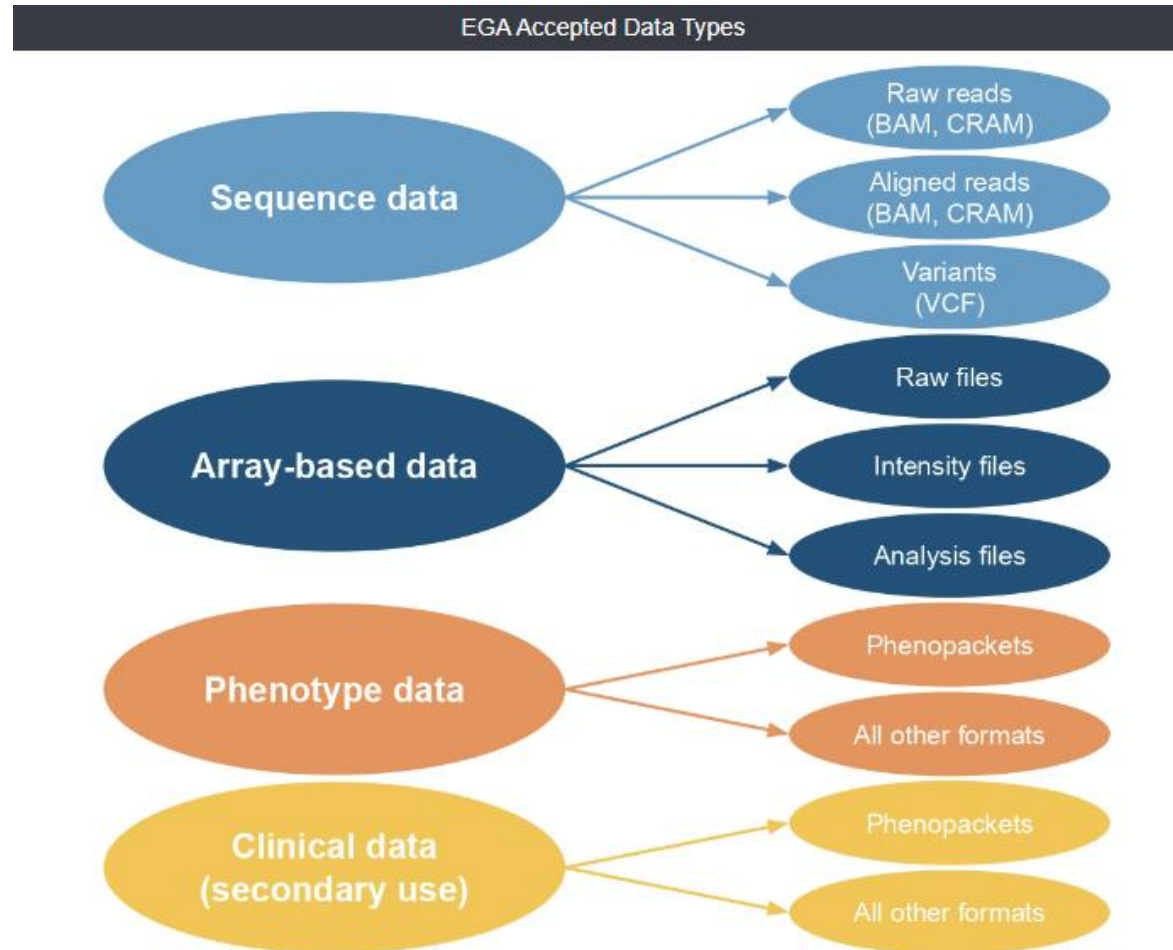 EGA Accepted Data Types
Sequence data
Raw reads
(BAM, CRAM)
Aligned reads
(BAM, CRAM)
Variants
(VCF)
Array-based data
Raw files
Intensity files
Analysis files
Phenotype data
Phenopackets
All other formats
Clinical data
(secondary use)
Phenopackets
All other formats